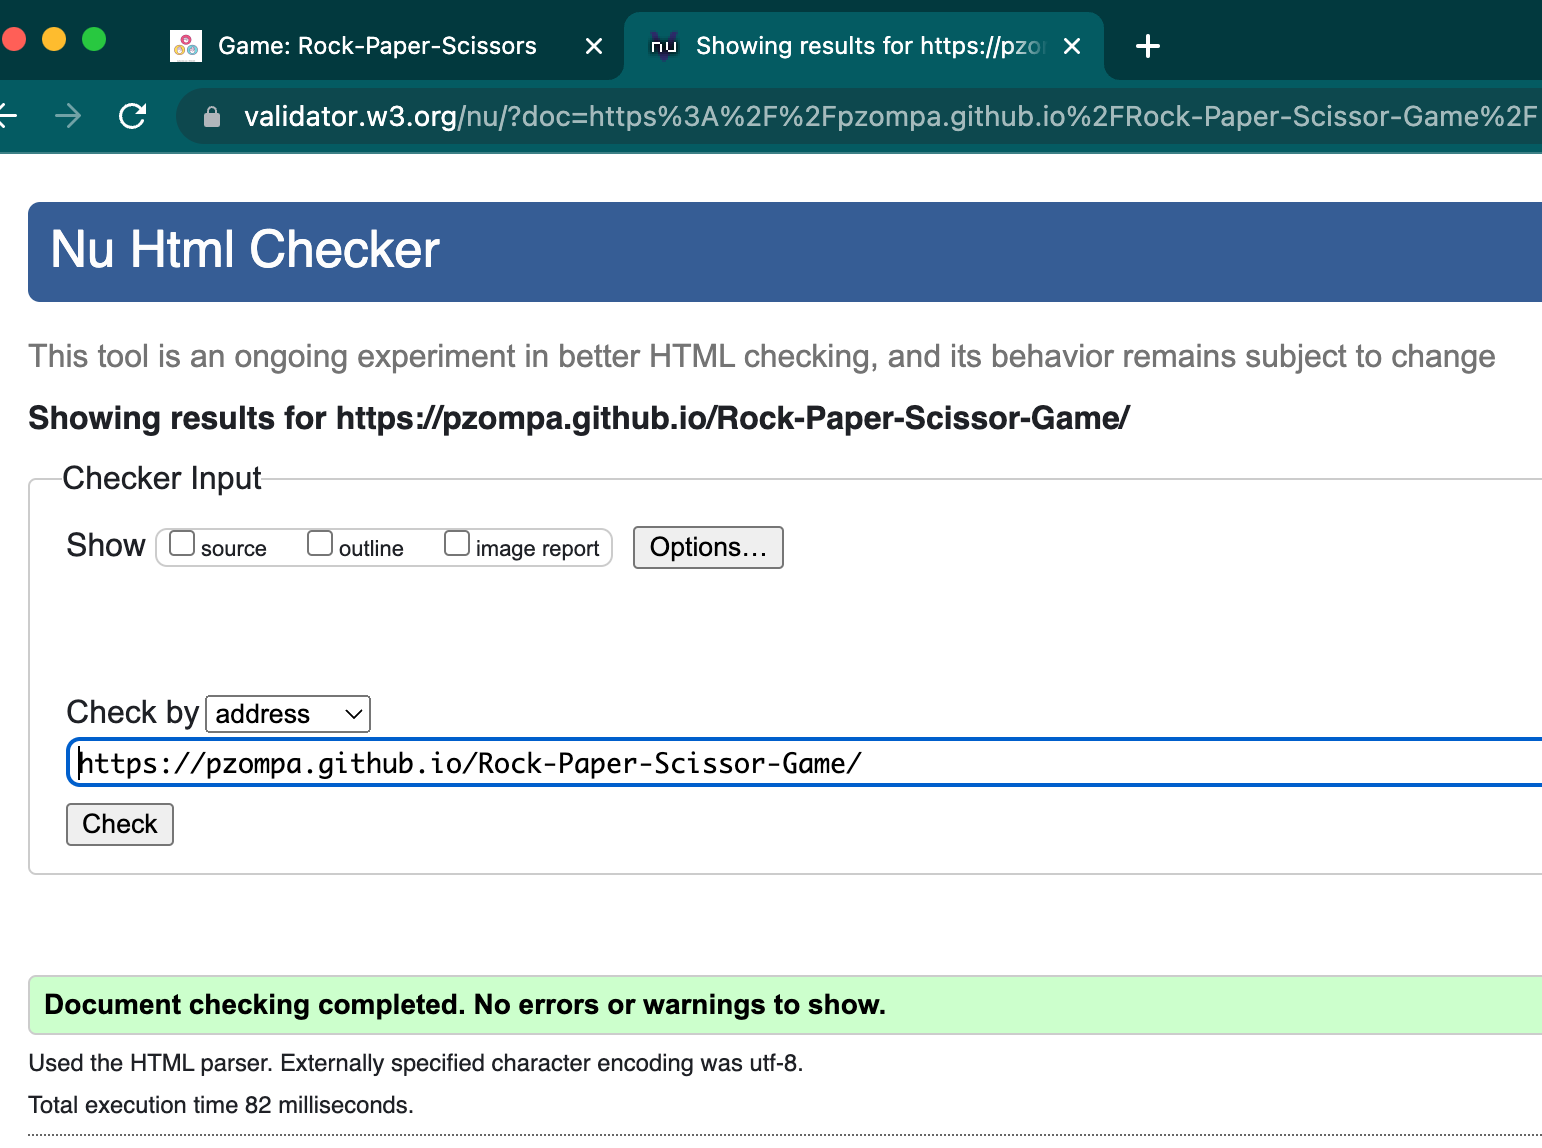 Game: Rock-Paper-Scissors
nu Showing results for https://pzo
validator.w3.org/nu/?doc=https%3A%2F%2Fpzompa.github.io%2FRock-Paper-Scissor-Game%2F
Nu Html Checker
This tool is an ongoing experiment in better HTML checking, and its behavior remains subject to change
Showing results for https://pzompa.github.io/Rock-Paper-Scissor-Game/
Checker Input
Show source outline image report Options…
Check by address
https://pzompa.github.io/Rock-Paper-Scissor-Game/
Check
Document checking completed. No errors or warnings to show.
Used the HTML parser. Externally specified character encoding was utf-8.
Total execution time 82 milliseconds.